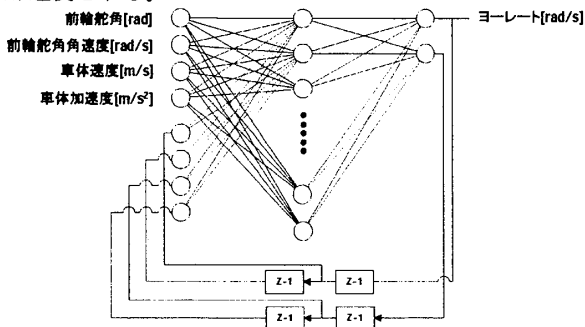 前輪舵角[rad]
ヨーレート[rad/s]
前輪舵角角速度[rad/s]
車体速度[m/s]
車体加速度[m/s²]
Z-1
Z-1
Z-1
Z-1